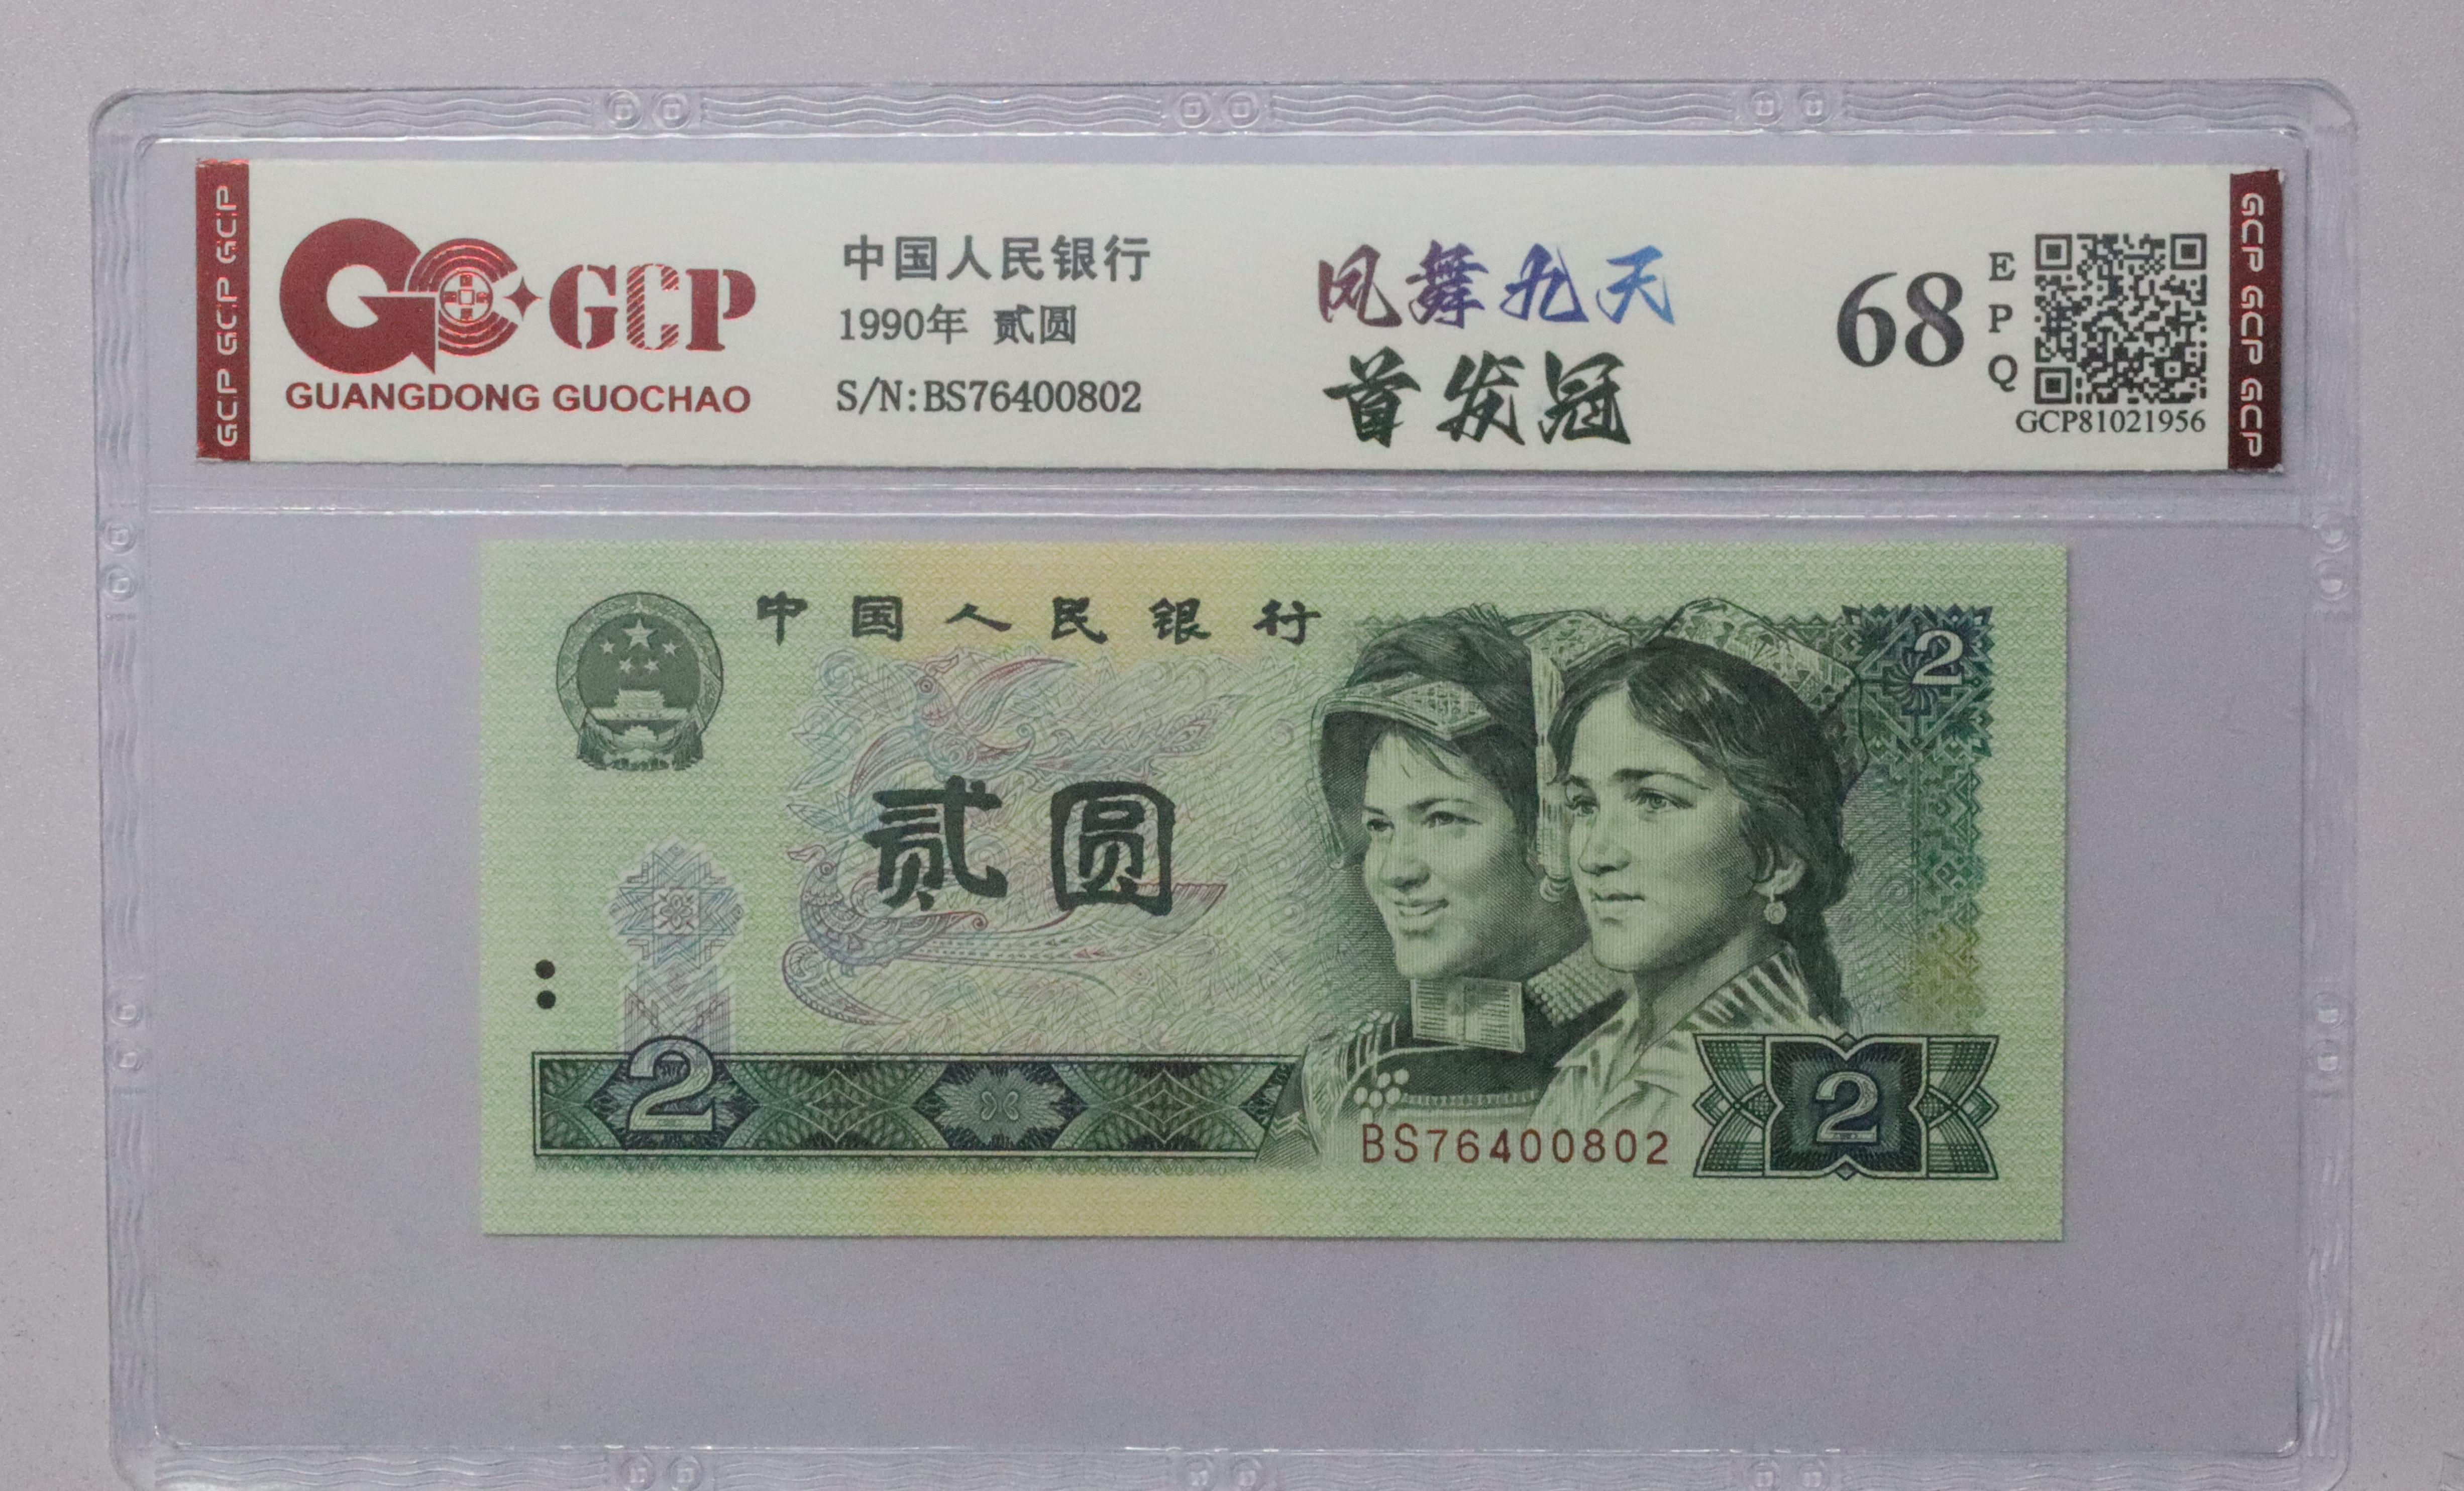 GCP GCP GCP
GCP
GUANGDONG GUOCHAO
中国人民银行
1990年 贰圆
S/N:BS76400802
凤舞九天
首发冠
68
EPQ
GCP81021956
GCP GCP GCP
中国人民银行
2
贰圆
2
BS76400802
2